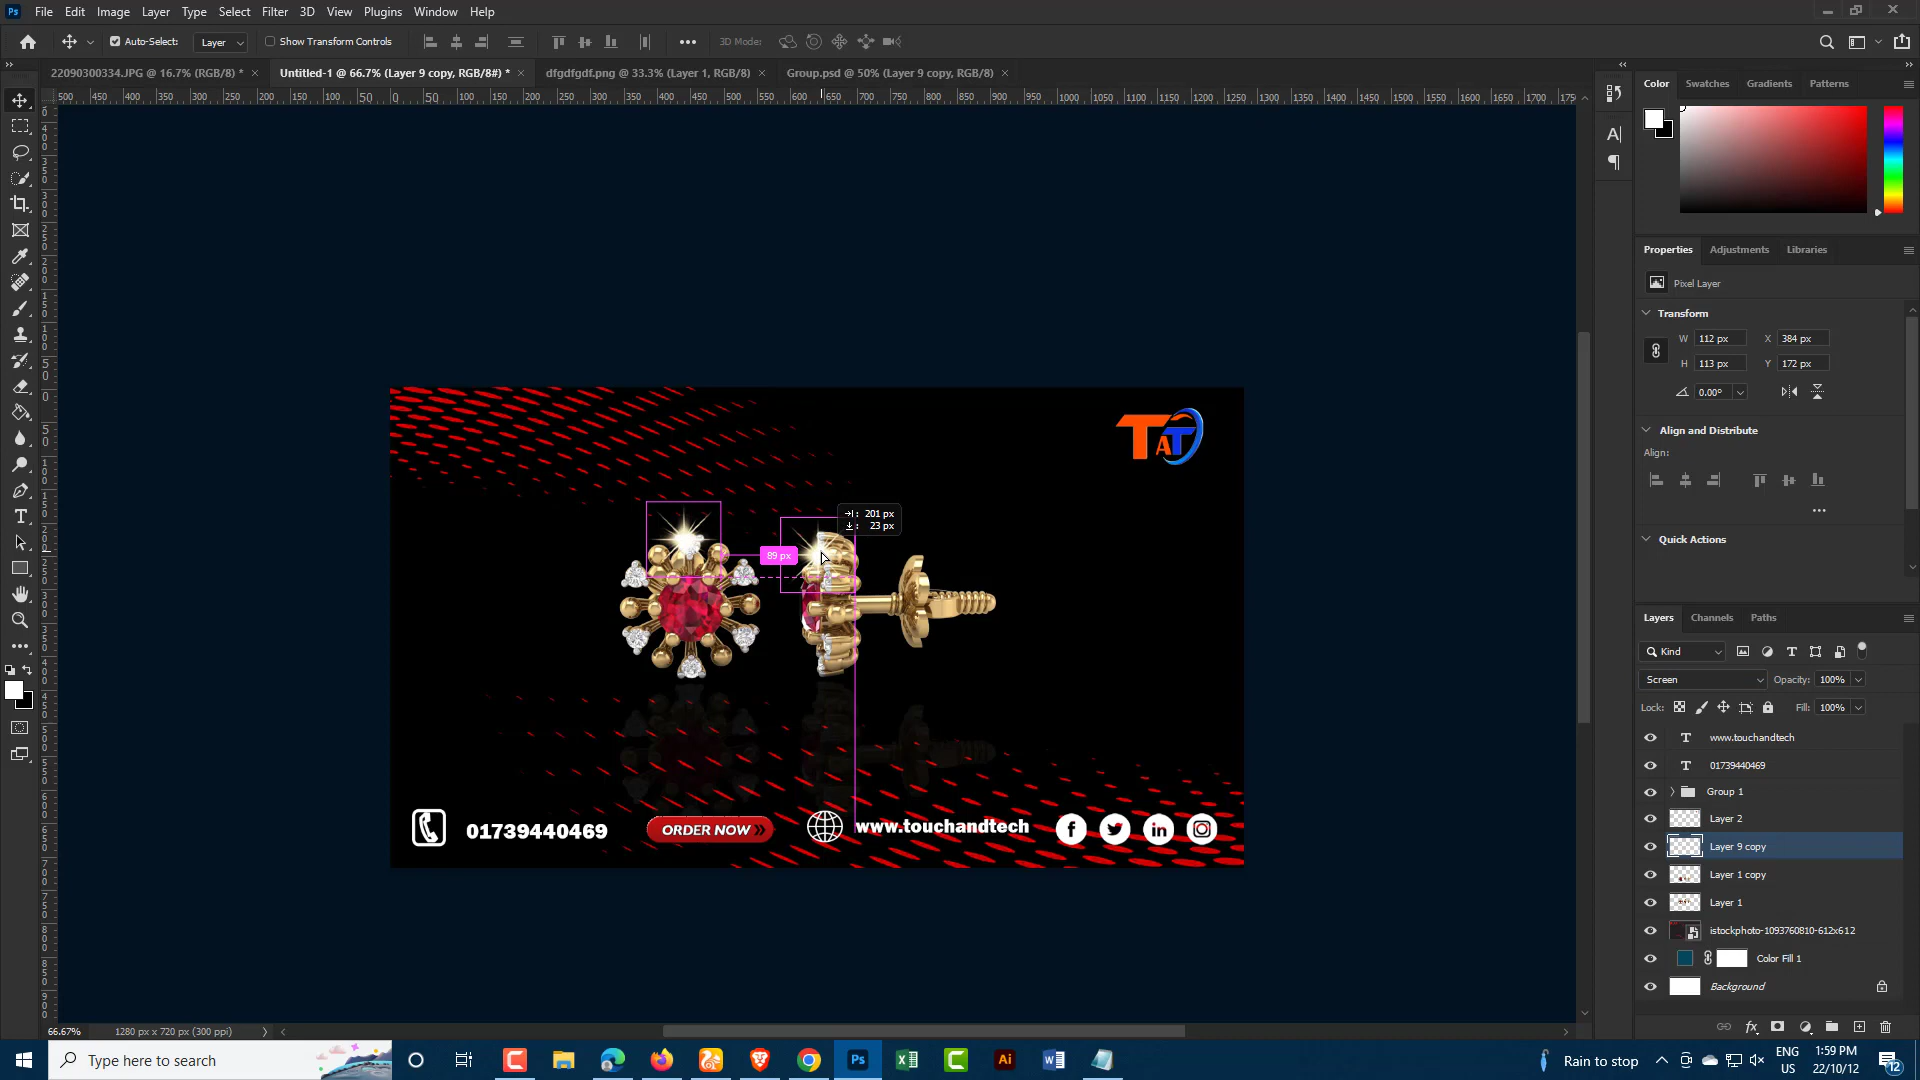 Ps File Edit Image Layer Type Select Filter 3D View Plugins Window Help
Auto-Select: Layer Show Transform Controls 3D Mode:
22090300334.JPG @ 16.7% (RGB/8) * Untitled-1 @ 66.7% (Layer 9 copy, RGB/8#) * dfgdfgdf.png @ 33.3% (Layer 1, RGB/8) Group.psd @ 50% (Layer 9 copy, RGB/8)
Color Swatches Gradients Patterns
Properties Adjustments Libraries
Pixel Layer
Transform
W 112 px X 384 px
H 113 px Y 172 px
0.00°
Align and Distribute
Align:
Quick Actions
Layers Channels Paths
Kind
Screen Opacity: 100%
Lock: Fill: 100%
www.touchandtech
01739440469
Group 1
Layer 2
Layer 9 copy
Layer 1 copy
Layer 1
istockphoto-1093760810-612x612
Color Fill 1
Background
TAT
201 px
23 px
89 px
01739440469
ORDER NOW
www.touchandtech
66.67% 1280 px x 720 px (300 ppi)
Type here to search
Rain to stop
ENG
US
1:59 PM
22/10/12
12